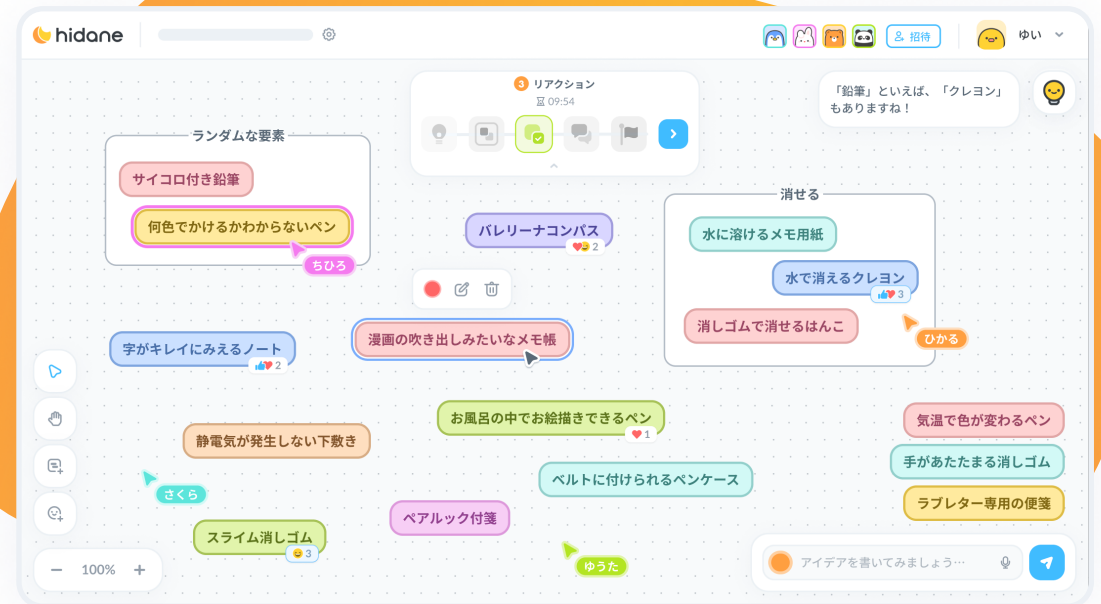 hidane
招待
ゆい
3 リアクション
09:54
「鉛筆」といえば、「クレヨン」
もありますね！
ランダムな要素
サイコロ付き鉛筆
何色でかけるかわからないペン
ちひろ
バレリーナコンパス
2
消せる
水に溶けるメモ用紙
水で消えるクレヨン
3
消しゴムで消せるはんこ
ひかる
字がキレイにみえるノート
2
漫画の吹き出しみたいなメモ帳
お風呂の中でお絵描きできるペン
1
静電気が発生しない下敷き
さくら
ベルトに付けられるペンケース
ペアルック付箋
スライム消しゴム
3
ゆうた
気温で色が変わるペン
手があたたまる消しゴム
ラブレター専用の便箋
− 100% +
アイデアを書いてみましょう…